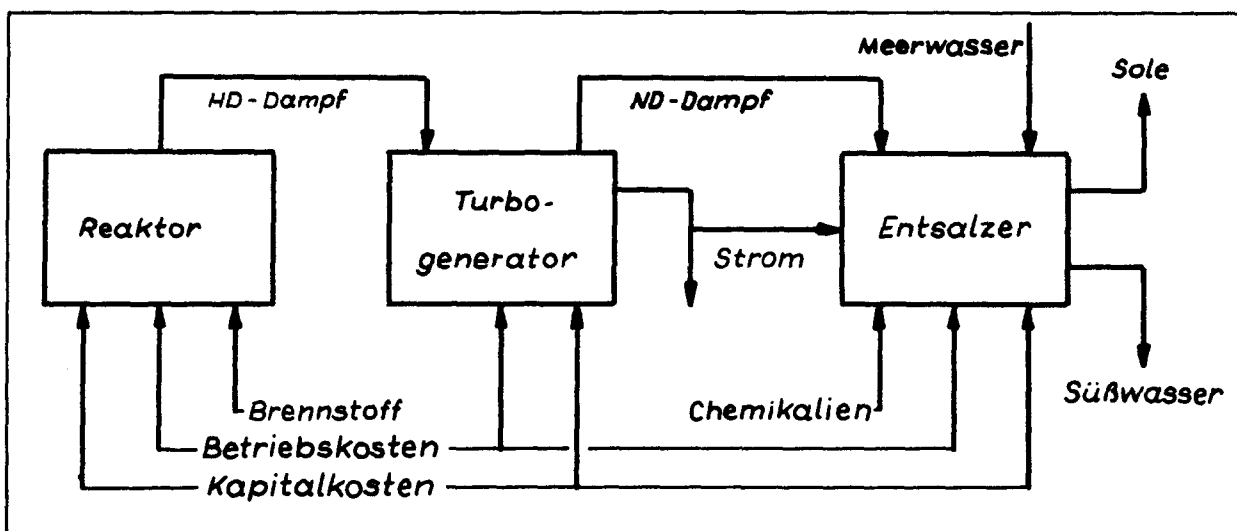 Meerwasser
Sole
HD-Dampf
ND-Dampf
Reaktor
Turbo-
generator
Entsalzer
Strom
Süßwasser
Brennstoff
Chemikalien
Betriebskosten
Kapitalkosten